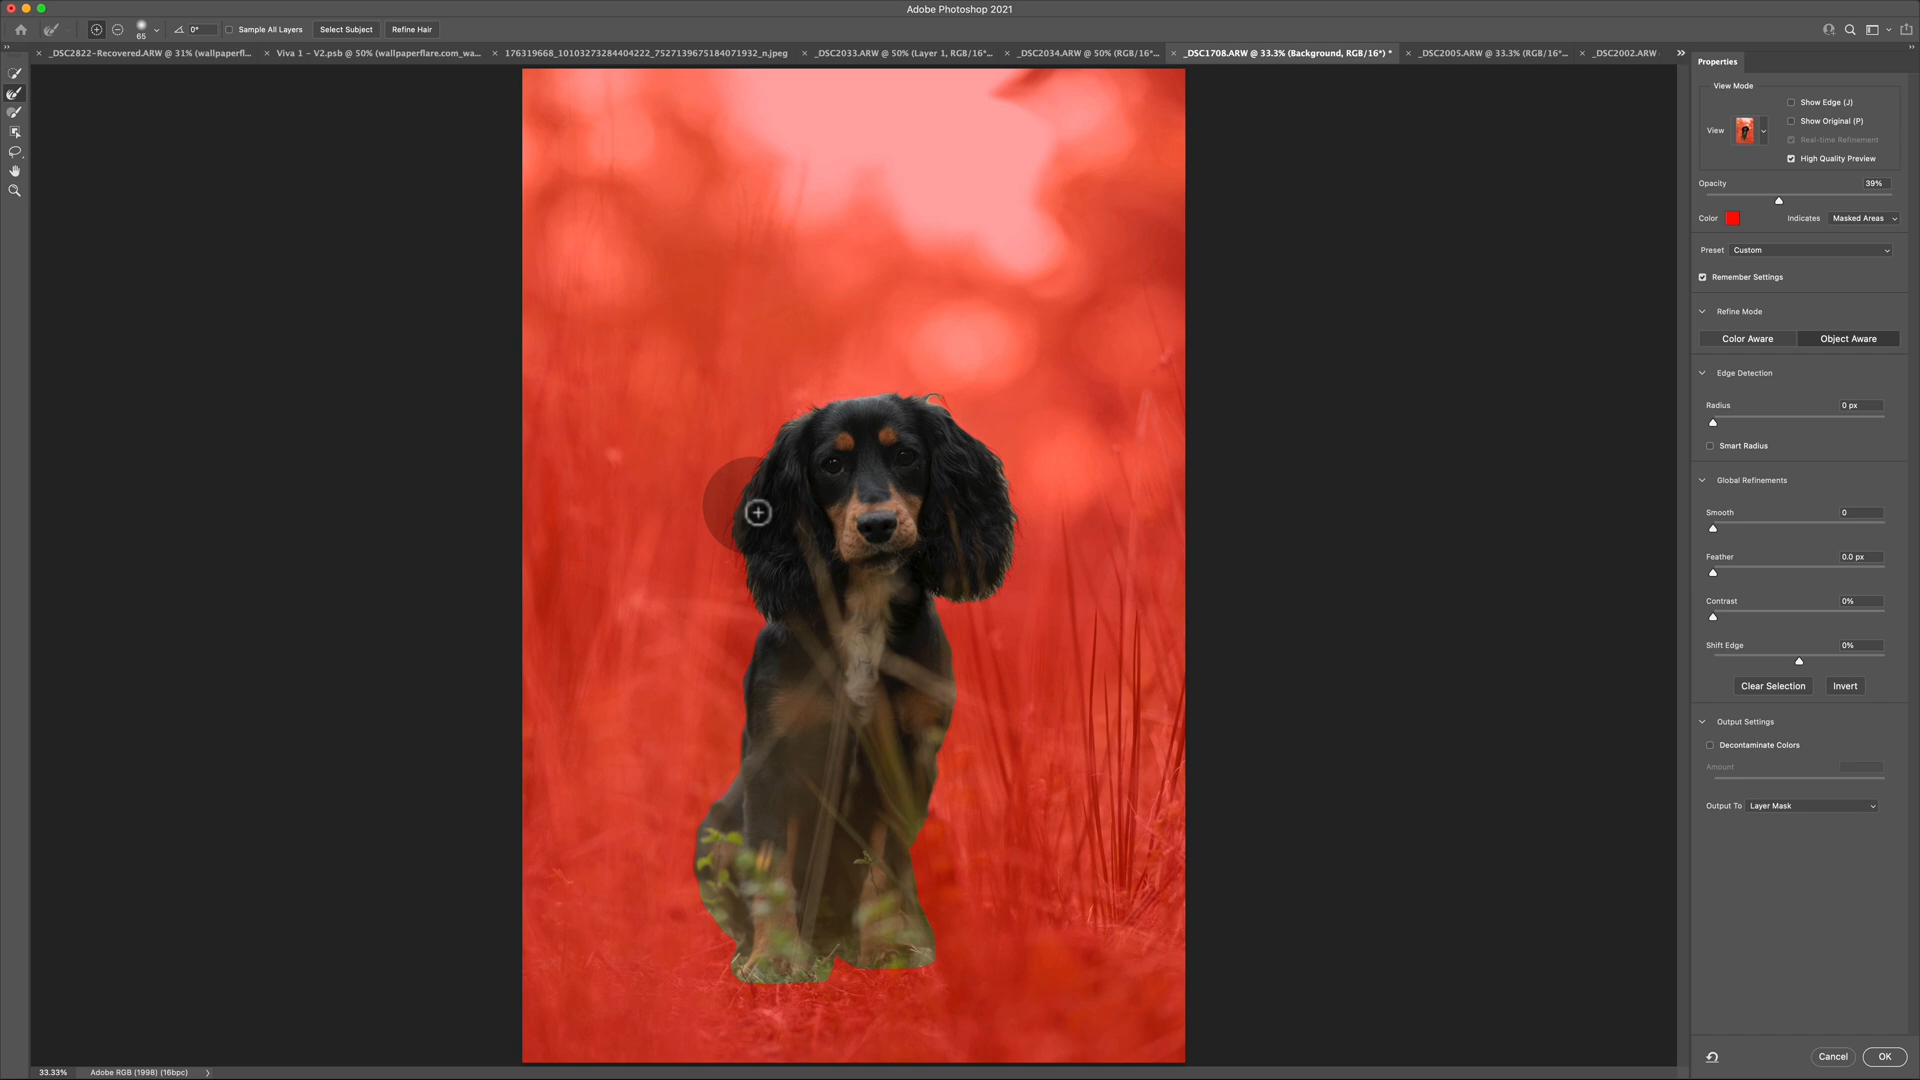 Adobe Photoshop 2021
65
0°
Sample All Layers
Select Subject
Refine Hair
_DSC2822-Recovered.ARW @ 31% (wallpaperfl...
Viva 1 - V2.psb @ 50% (wallpaperflare.com_wa...
176319668_10103273284404222_7527139675184071932_n.jpeg
_DSC2033.ARW @ 50% (Layer 1, RGB/16*...
_DSC2034.ARW @ 50% (RGB/16*...
_DSC1708.ARW @ 33.3% (Background, RGB/16*) *
_DSC2005.ARW @ 33.3% (RGB/16*...
_DSC2002.ARW
Properties
View Mode
Show Edge (J)
Show Original (P)
View
Real-time Refinement
High Quality Preview
Opacity
39%
Color
Indicates
Masked Areas
Preset
Custom
Remember Settings
Refine Mode
Color Aware
Object Aware
Edge Detection
Radius
0 px
Smart Radius
Global Refinements
Smooth
0
Feather
0.0 px
Contrast
0%
Shift Edge
0%
Clear Selection
Invert
Output Settings
Decontaminate Colors
Amount
Output To
Layer Mask
Cancel
OK
33.33%
Adobe RGB (1998) (16bpc)